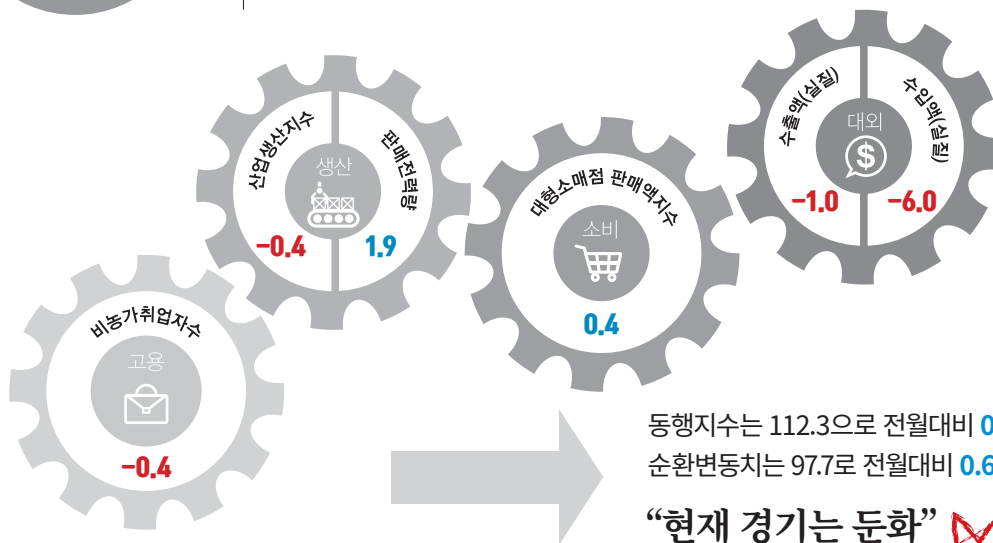 산업생산지수
판매전력량
생산
−0.4
1.9
대형소매점 판매액지수
소비
0.4
수출액(실질)
수입액(실질)
대외
$
−1.0
−6.0
비농가취업자수
고용
−0.4
동행지수는 112.3으로 전월대비 0
순환변동치는 97.7로 전월대비 0.6
“현재 경기는 둔화”